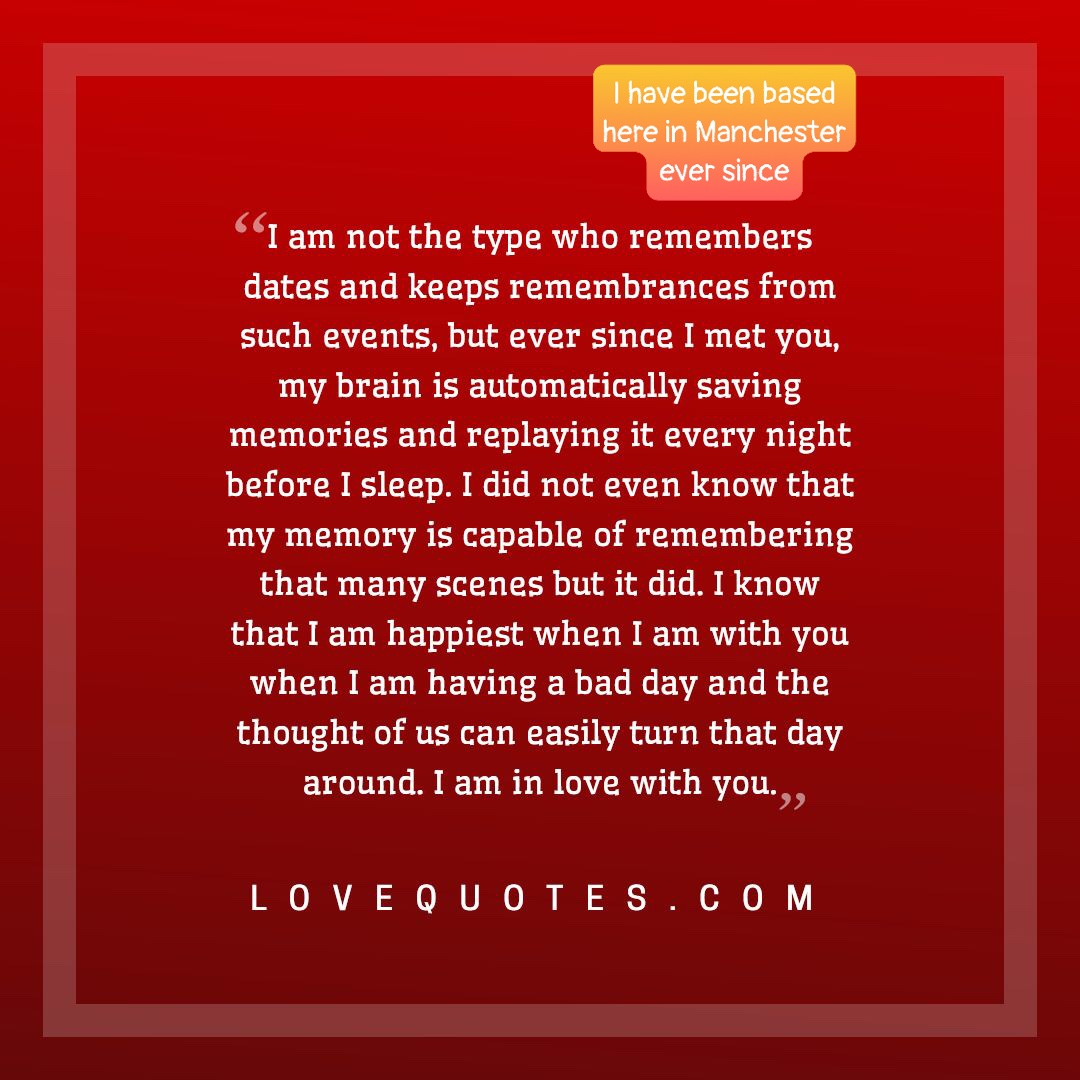 I have been based
here in Manchester
ever since
“I am not the type who remembers
dates and keeps remembrances from
such events, but ever since I met you,
my brain is automatically saving
memories and replaying it every night
before I sleep. I did not even know that
my memory is capable of remembering
that many scenes but it did. I know
that I am happiest when I am with you
when I am having a bad day and the
thought of us can easily turn that day
around. I am in love with you.”
LOVEQUOTES.COM